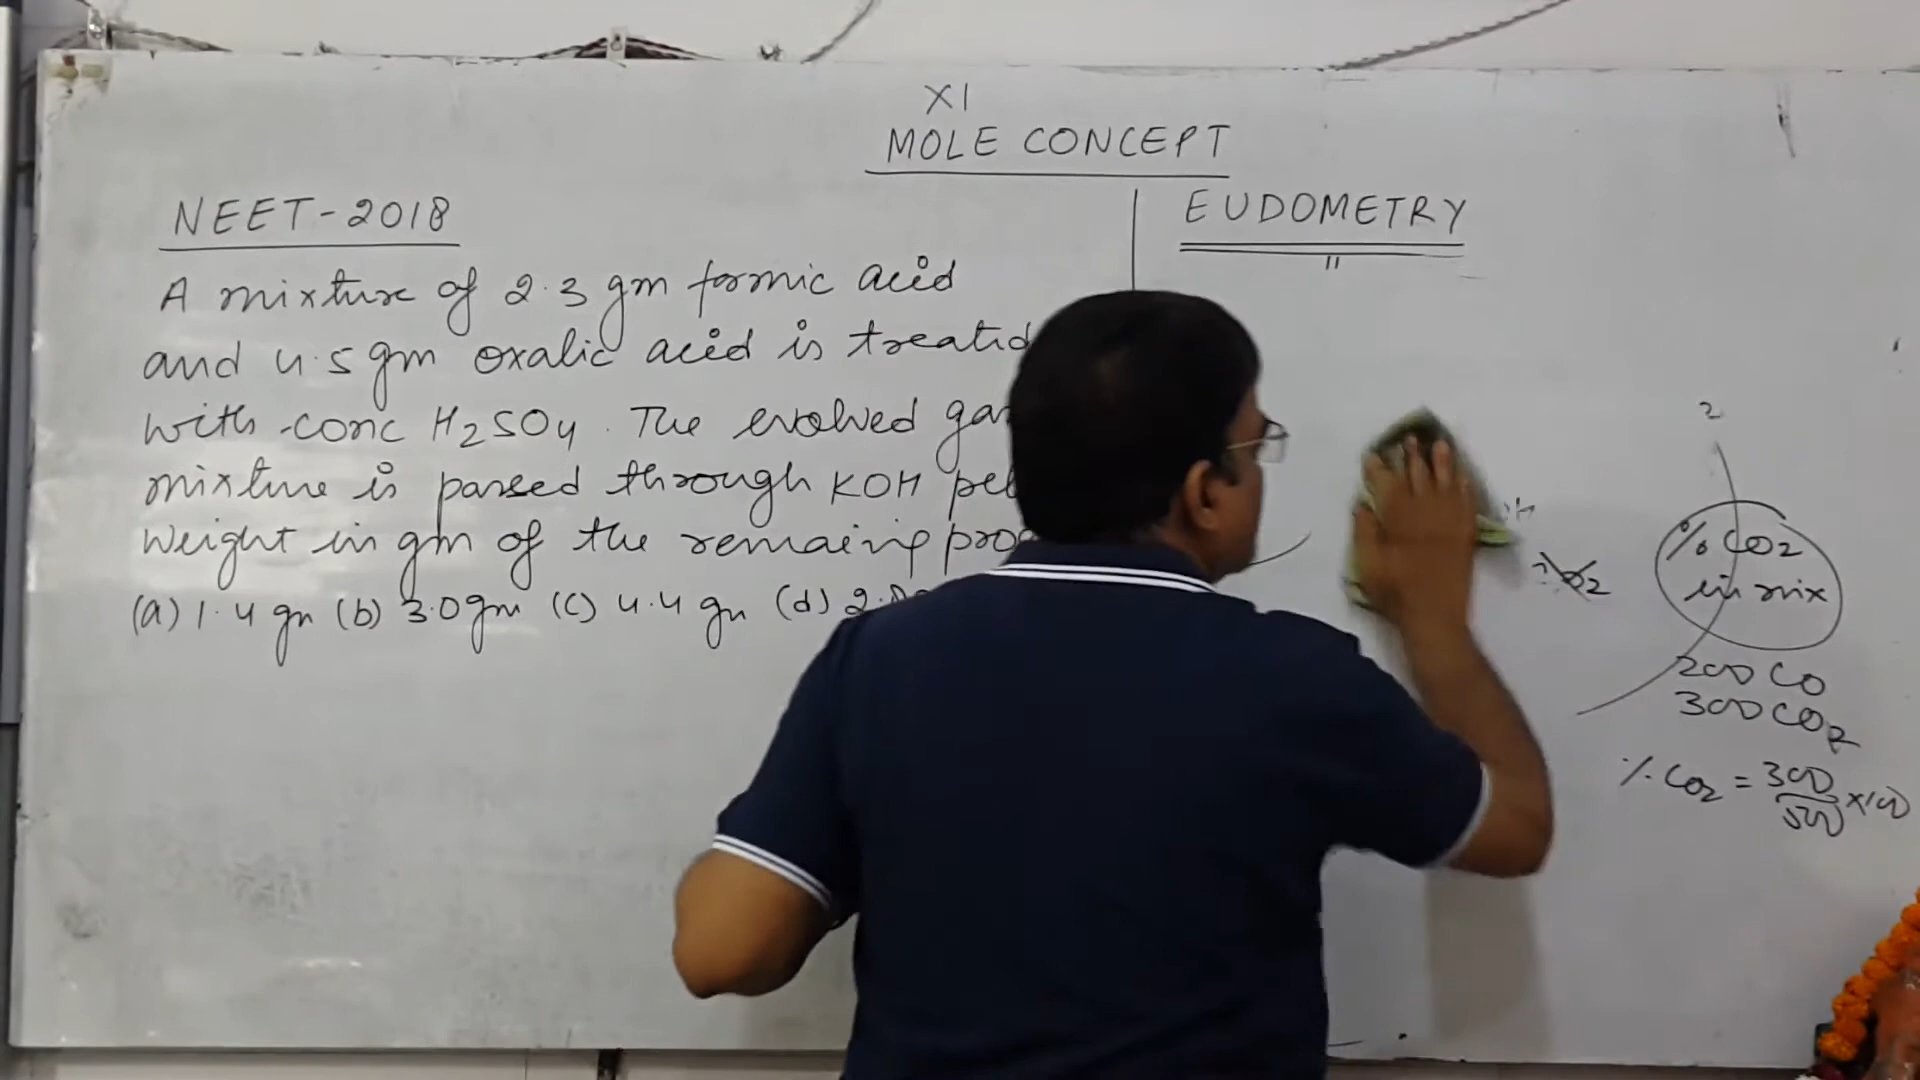 XI
MOLE CONCEPT
NEET-2018
A mixture of 2.3 gm formic acid
and 4.5 gm oxalic acid is treated
with conc H2SO4. The evolved
mixture is passed through KOH
Weight in gm of the remaing
(a) 1.4 gm (b) 3.0 gm (c) 4.4 gm (d)
EUDOMETRY
2
% CO2
in mix
200 CO
300 CO2
% CO2 = 300/500 × 100